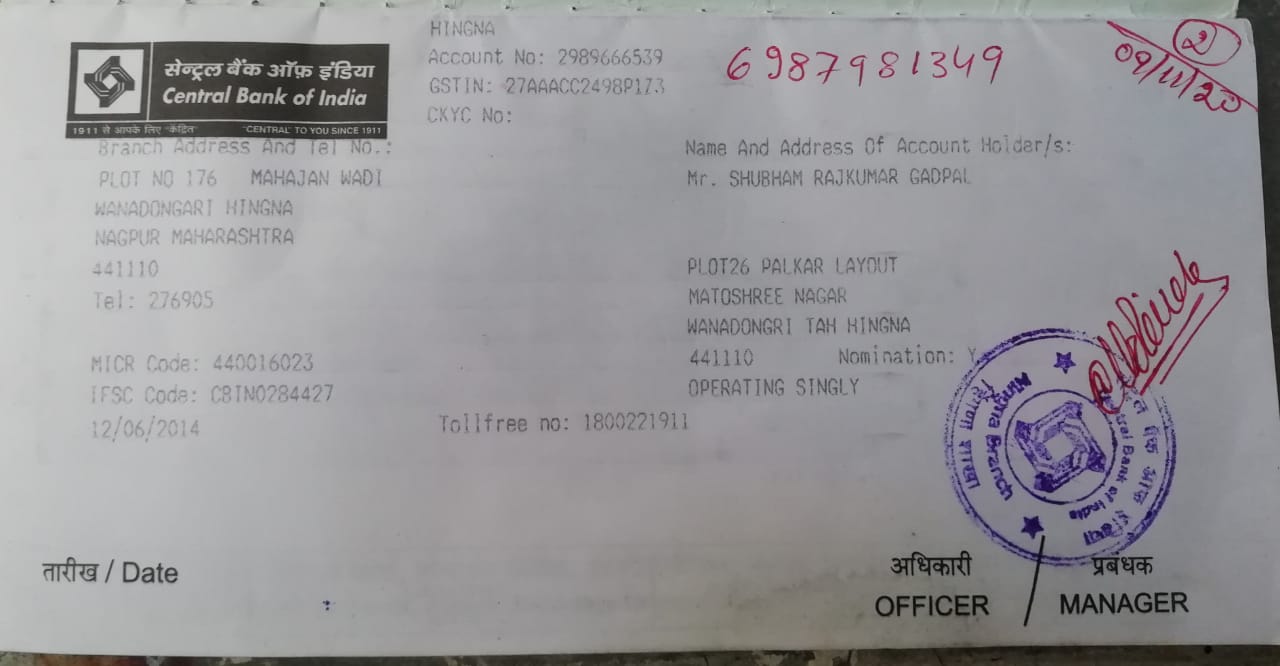 HINGNA
Account No: 2989666539
GSTIN: 27AAACC2498P1Z3
CKYC No:
6987981349
2
09/11/20
सेन्ट्रल बैंक ऑफ़ इंडिया
Central Bank of India
1911 से आपके लिए "केंद्रित" "CENTRAL" TO YOU SINCE 1911
Branch Address And Tel No.:
PLOT NO 176 MAHAJAN WADI
WANADONGARI HINGNA
NAGPUR MAHARASHTRA
441110
Tel: 276905
MICR Code: 440016023
IFSC Code: CBIN0284427
12/06/2014
Tollfree no: 1800221911
Name And Address Of Account Holder/s:
Mr. SHUBHAM RAJKUMAR GADPAL
PLOT26 PALKAR LAYOUT
MATOSHREE NAGAR
WANADONGRI TAH HINGNA
441110 Nomination: Y
OPERATING SINGLY
हिंगणा शाखा
Hingna Branch
Central Bank of India
तारीख / Date
अधिकारी / प्रबंधक
OFFICER / MANAGER